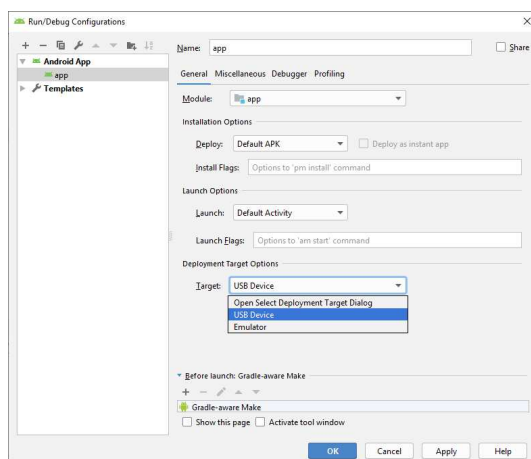 Run/Debug Configurations
Android App
app
Templates
Name: app
Share
General Miscellaneous Debugger Profiling
Module: app
Installation Options
Deploy: Default APK Deploy as instant app
Install Flags: Options to 'pm install' command
Launch Options
Launch: Default Activity
Launch Flags: Options to 'am start' command
Deployment Target Options
Target: USB Device
Open Select Deployment Target Dialog
USB Device
Emulator
Before launch: Gradle-aware Make
Gradle-aware Make
Show this page Activate tool window
OK Cancel Apply Help